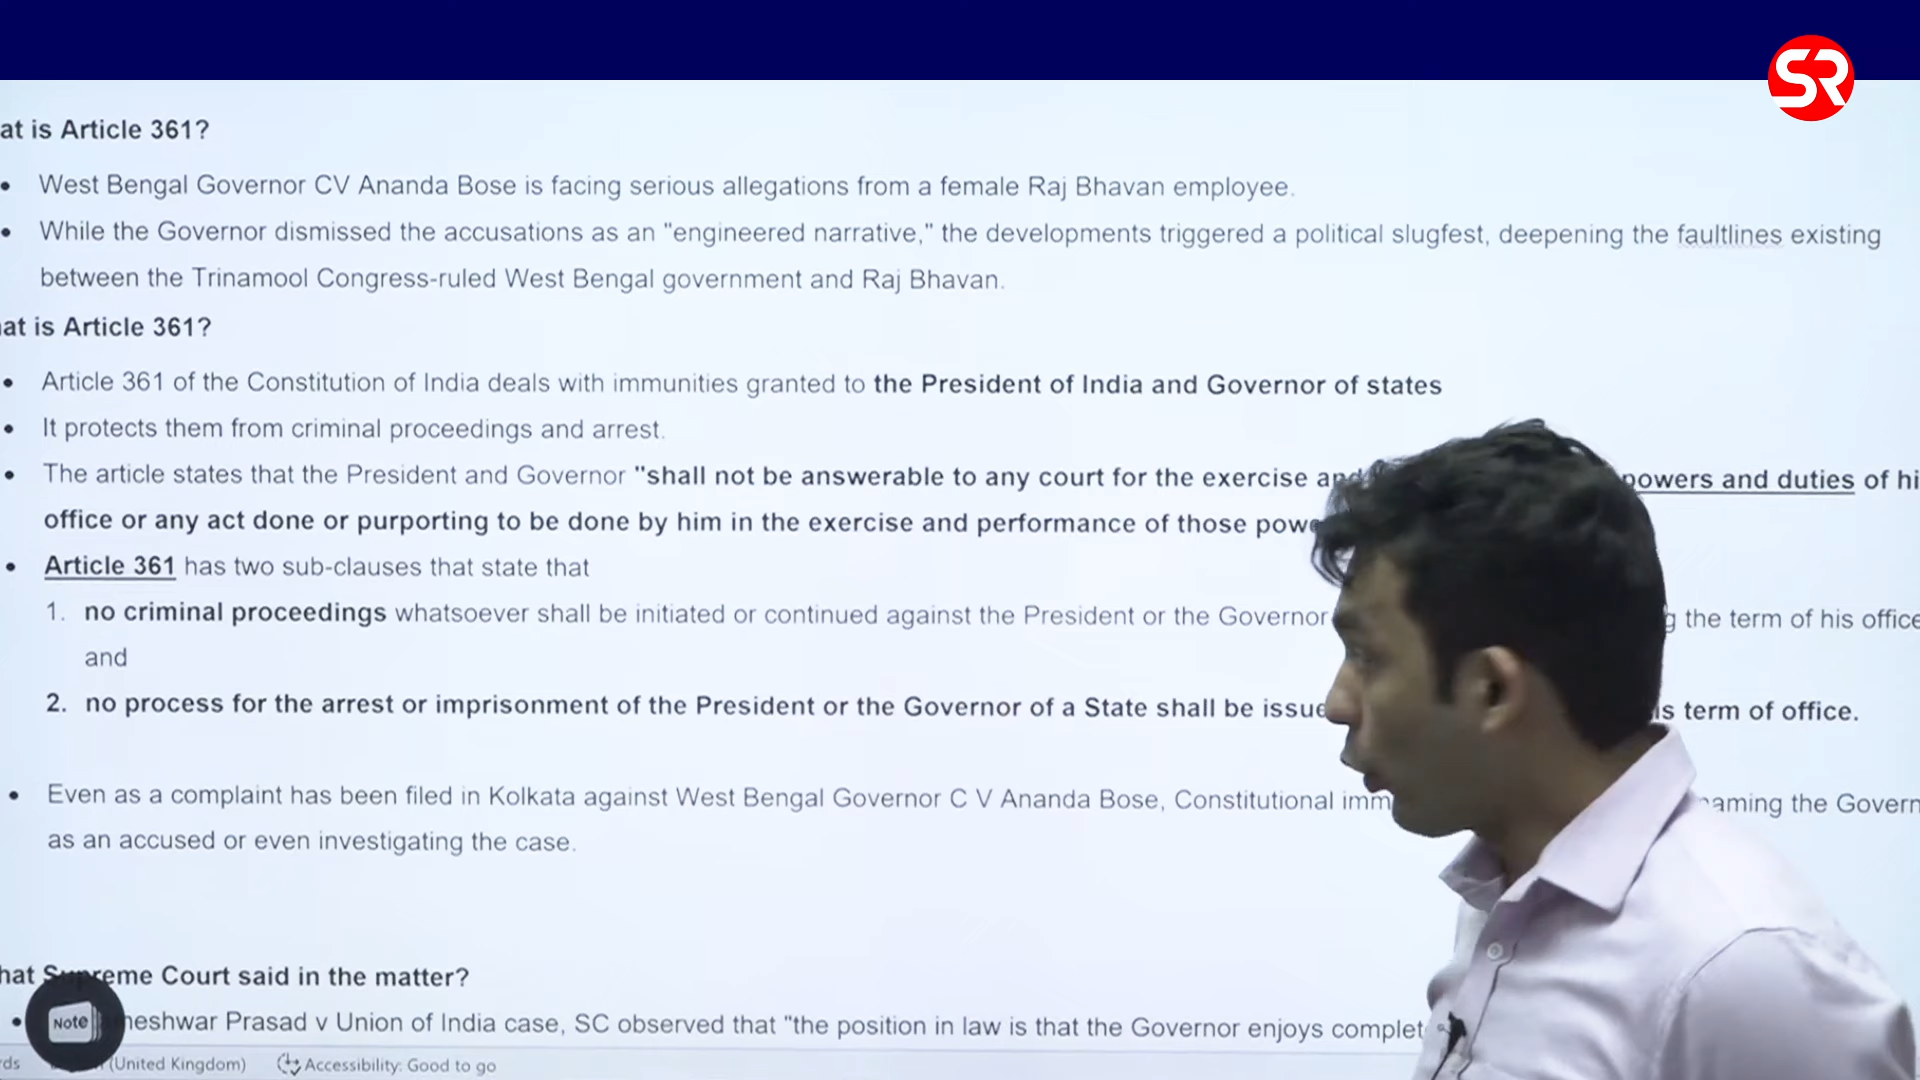 SR
at is Article 361?
• West Bengal Governor CV Ananda Bose is facing serious allegations from a female Raj Bhavan employee.
• While the Governor dismissed the accusations as an "engineered narrative," the developments triggered a political slugfest, deepening the faultlines existing
between the Trinamool Congress-ruled West Bengal government and Raj Bhavan.
at is Article 361?
• Article 361 of the Constitution of India deals with immunities granted to the President of India and Governor of states
• It protects them from criminal proceedings and arrest.
• The article states that the President and Governor "shall not be answerable to any court for the exercise and powers and duties of hi
office or any act done or purporting to be done by him in the exercise and performance of those powe
• Article 361 has two sub-clauses that state that
1. no criminal proceedings whatsoever shall be initiated or continued against the President or the Governor g the term of his office
and
2. no process for the arrest or imprisonment of the President or the Governor of a State shall be issue is term of office.
• Even as a complaint has been filed in Kolkata against West Bengal Governor C V Ananda Bose, Constitutional imm naming the Govern
as an accused or even investigating the case.
hat Supreme Court said in the matter?
• meshwar Prasad v Union of India case, SC observed that "the position in law is that the Governor enjoys complet
Note
rds (United Kingdom) Accessibility: Good to go